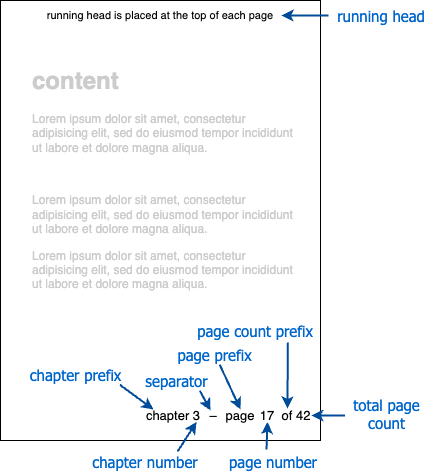 running head is placed at the top of each page
running head
content
Lorem ipsum dolor sit amet, consectetur
adipisicing elit, sed do eiusmod tempor incididunt
ut labore et dolore magna aliqua.
Lorem ipsum dolor sit amet, consectetur
adipisicing elit, sed do eiusmod tempor incididunt
ut labore et dolore magna aliqua.
Lorem ipsum dolor sit amet, consectetur
adipisicing elit, sed do eiusmod tempor incididunt
ut labore et dolore magna aliqua.
page count prefix
page prefix
chapter prefix
separator
chapter 3 – page 17 of 42
total page
count
chapter number
page number